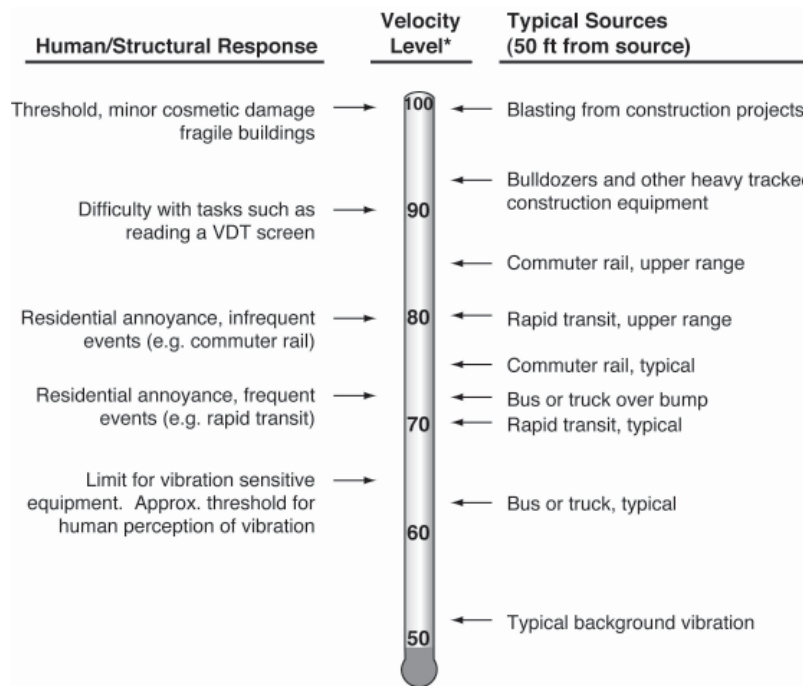 Human/Structural Response
Velocity
Level*
Typical Sources
(50 ft from source)
Threshold, minor cosmetic damage
fragile buildings
100
Blasting from construction projects
Bulldozers and other heavy tracked
construction equipment
Difficulty with tasks such as
reading a VDT screen
90
Commuter rail, upper range
Residential annoyance, infrequent
events (e.g. commuter rail)
80
Rapid transit, upper range
Commuter rail, typical
Residential annoyance, frequent
events (e.g. rapid transit)
Bus or truck over bump
70
Rapid transit, typical
Limit for vibration sensitive
equipment. Approx. threshold for
human perception of vibration
Bus or truck, typical
60
Typical background vibration
50